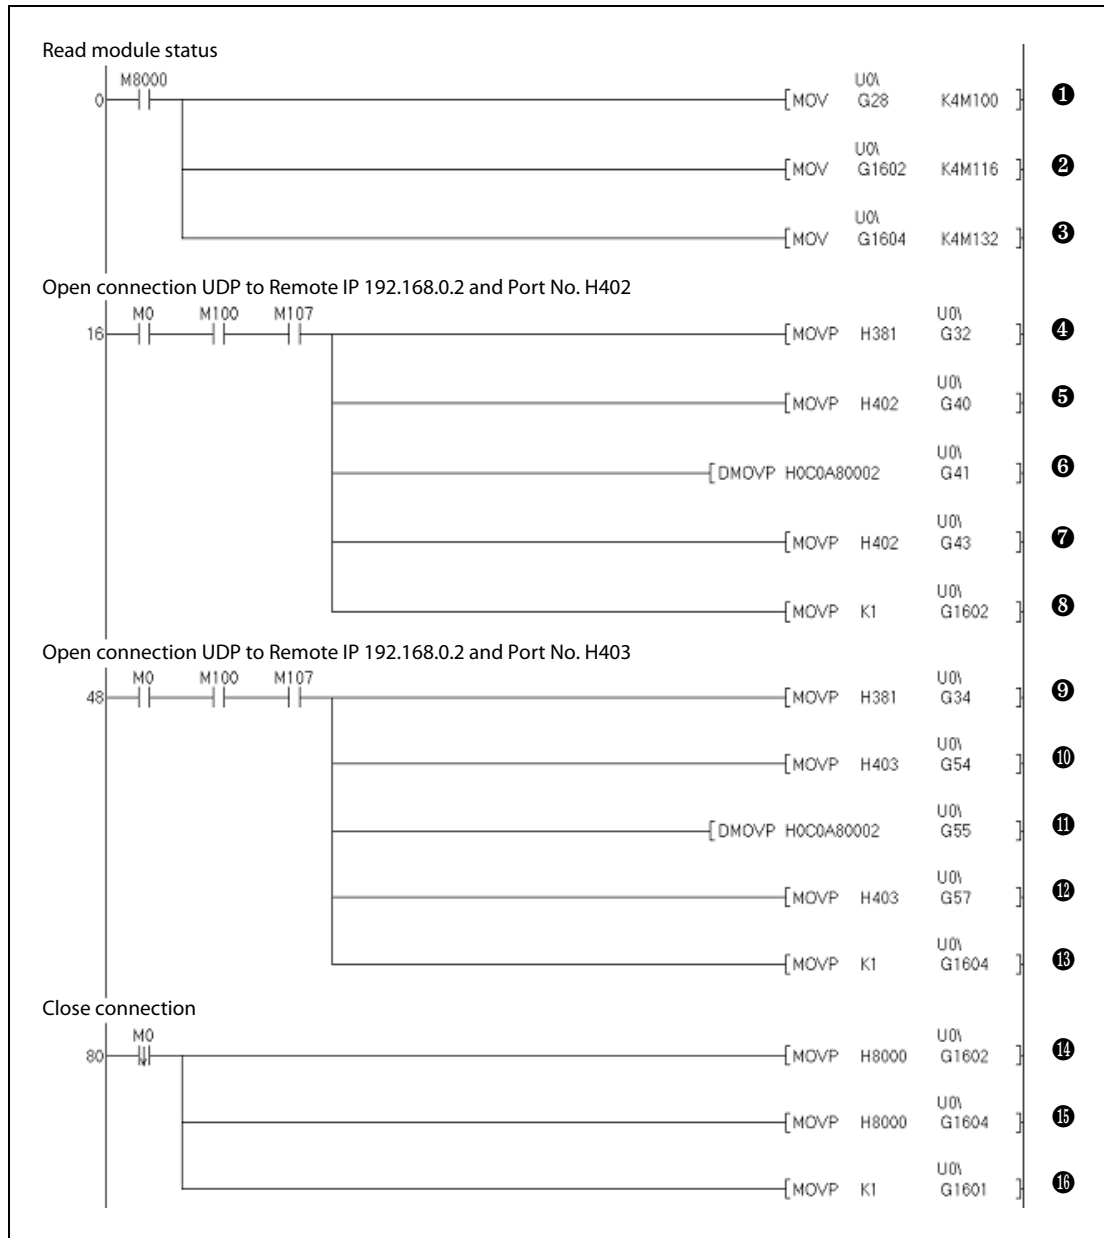 Read module status
M8000
U0\
0 MOV G28 K4M100 ❶
U0\
MOV G1602 K4M116 ❷
U0\
MOV G1604 K4M132 ❸
Open connection UDP to Remote IP 192.168.0.2 and Port No. H402
M0 M100 M107 U0\
16 MOVP H381 G32 ❹
U0\
MOVP H402 G40 ❺
U0\
DMOVP H0C0A80002 G41 ❻
U0\
MOVP H402 G43 ❼
U0\
MOVP K1 G1602 ❽
Open connection UDP to Remote IP 192.168.0.2 and Port No. H403
M0 M100 M107 U0\
48 MOVP H381 G34 ❾
U0\
MOVP H403 G54 ❿
U0\
DMOVP H0C0A80002 G55 ⓫
U0\
MOVP H403 G57 ⓬
U0\
MOVP K1 G1604 ⓭
Close connection
M0 U0\
80 MOVP H8000 G1602 ⓮
U0\
MOVP H8000 G1604 ⓯
U0\
MOVP K1 G1601 ⓰